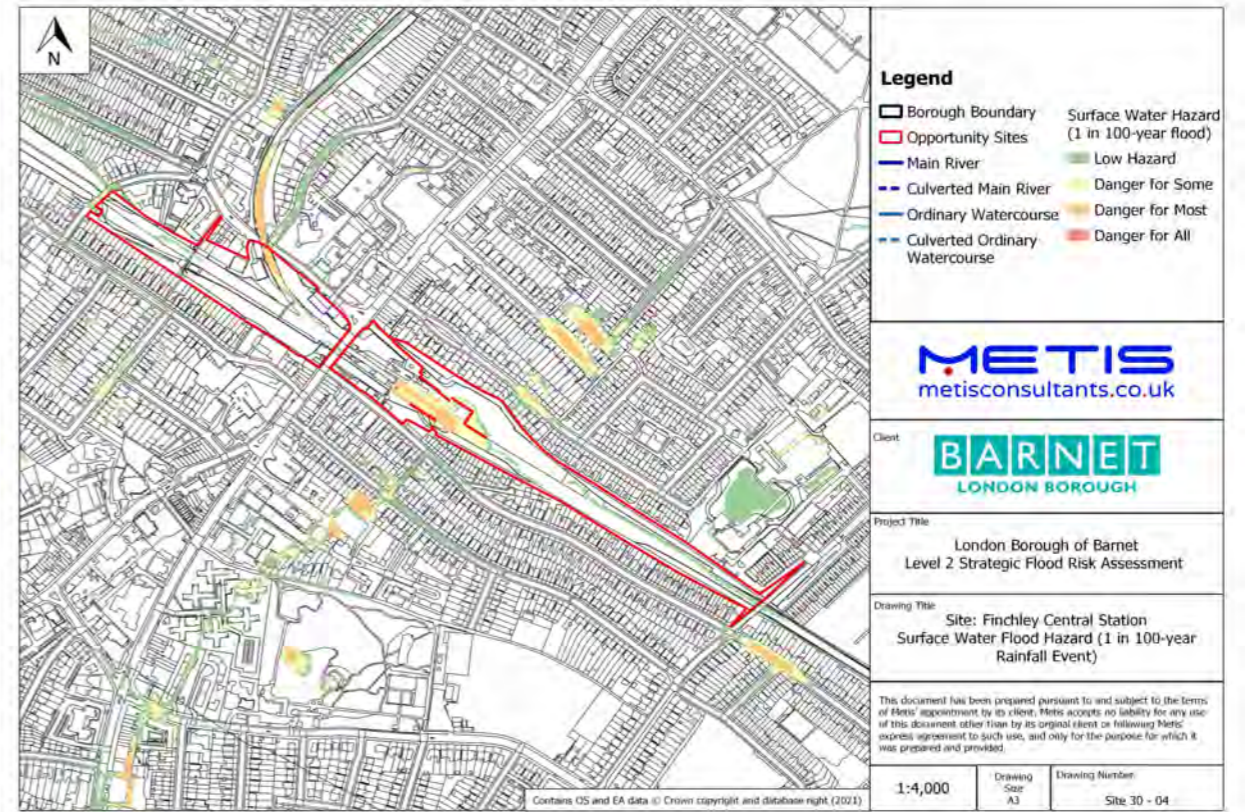 N
Legend
Borough Boundary
Opportunity Sites
Main River
Culverted Main River
Ordinary Watercourse
Culverted Ordinary
Watercourse
Surface Water Hazard
(1 in 100-year flood)
Low Hazard
Danger for Some
Danger for Most
Danger for All
METIS
metisconsultants.co.uk
Client
BARNET
LONDON BOROUGH
Project Title
London Borough of Barnet
Level 2 Strategic Flood Risk Assessment
Drawing Title
Site: Finchley Central Station
Surface Water Flood Hazard (1 in 100-year
Rainfall Event)
This document has been prepared pursuant to and subject to the terms
of Metis' appointment by its client. Metis accepts no liability for any use
of this document other than by its orginal client or following Metis'
express agreement to such use, and only for the purpose for which it
was prepared and provided.
1:4,000
Drawing
Size
A3
Drawing Number
Site 30 - 04
Contains OS and EA data © Crown copyright and database right (2021)